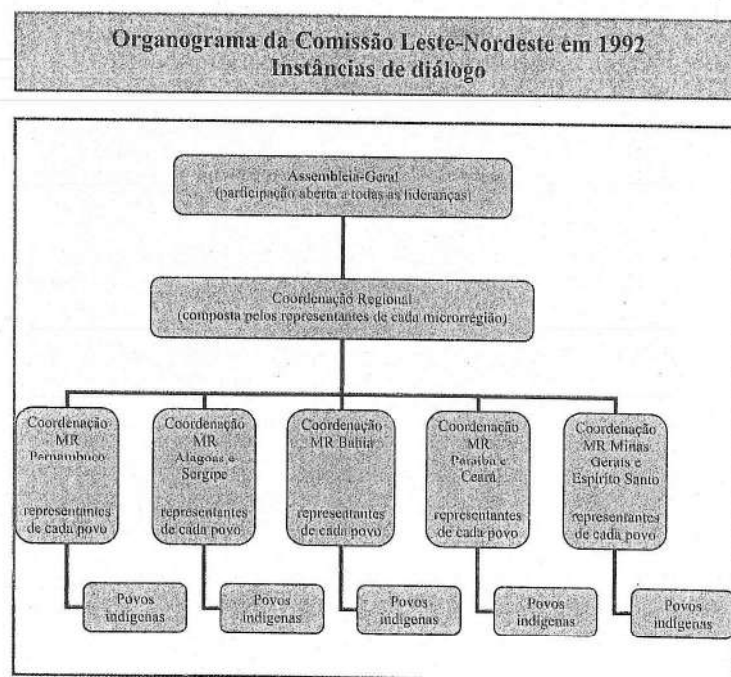 Organograma da Comissão Leste-Nordeste em 1992
Instâncias de diálogo
Assembleia-Geral
(participação aberta a todas as lideranças)
Coordenação Regional
(composta pelos representantes de cada microrregião)
Coordenação
MR
Pernambuco
representantes
de cada povo
Coordenação
MR
Alagoas e
Sergipe
representantes
de cada povo
Coordenação
MR Bahia
representantes
de cada povo
Coordenação
MR
Paraíba e
Ceará
representantes
de cada povo
Coordenação
MR Minas
Gerais e
Espírito Santo
representantes
de cada povo
Povos
indígenas
Povos
indígenas
Povos
indígenas
Povos
indígenas
Povos
indígenas